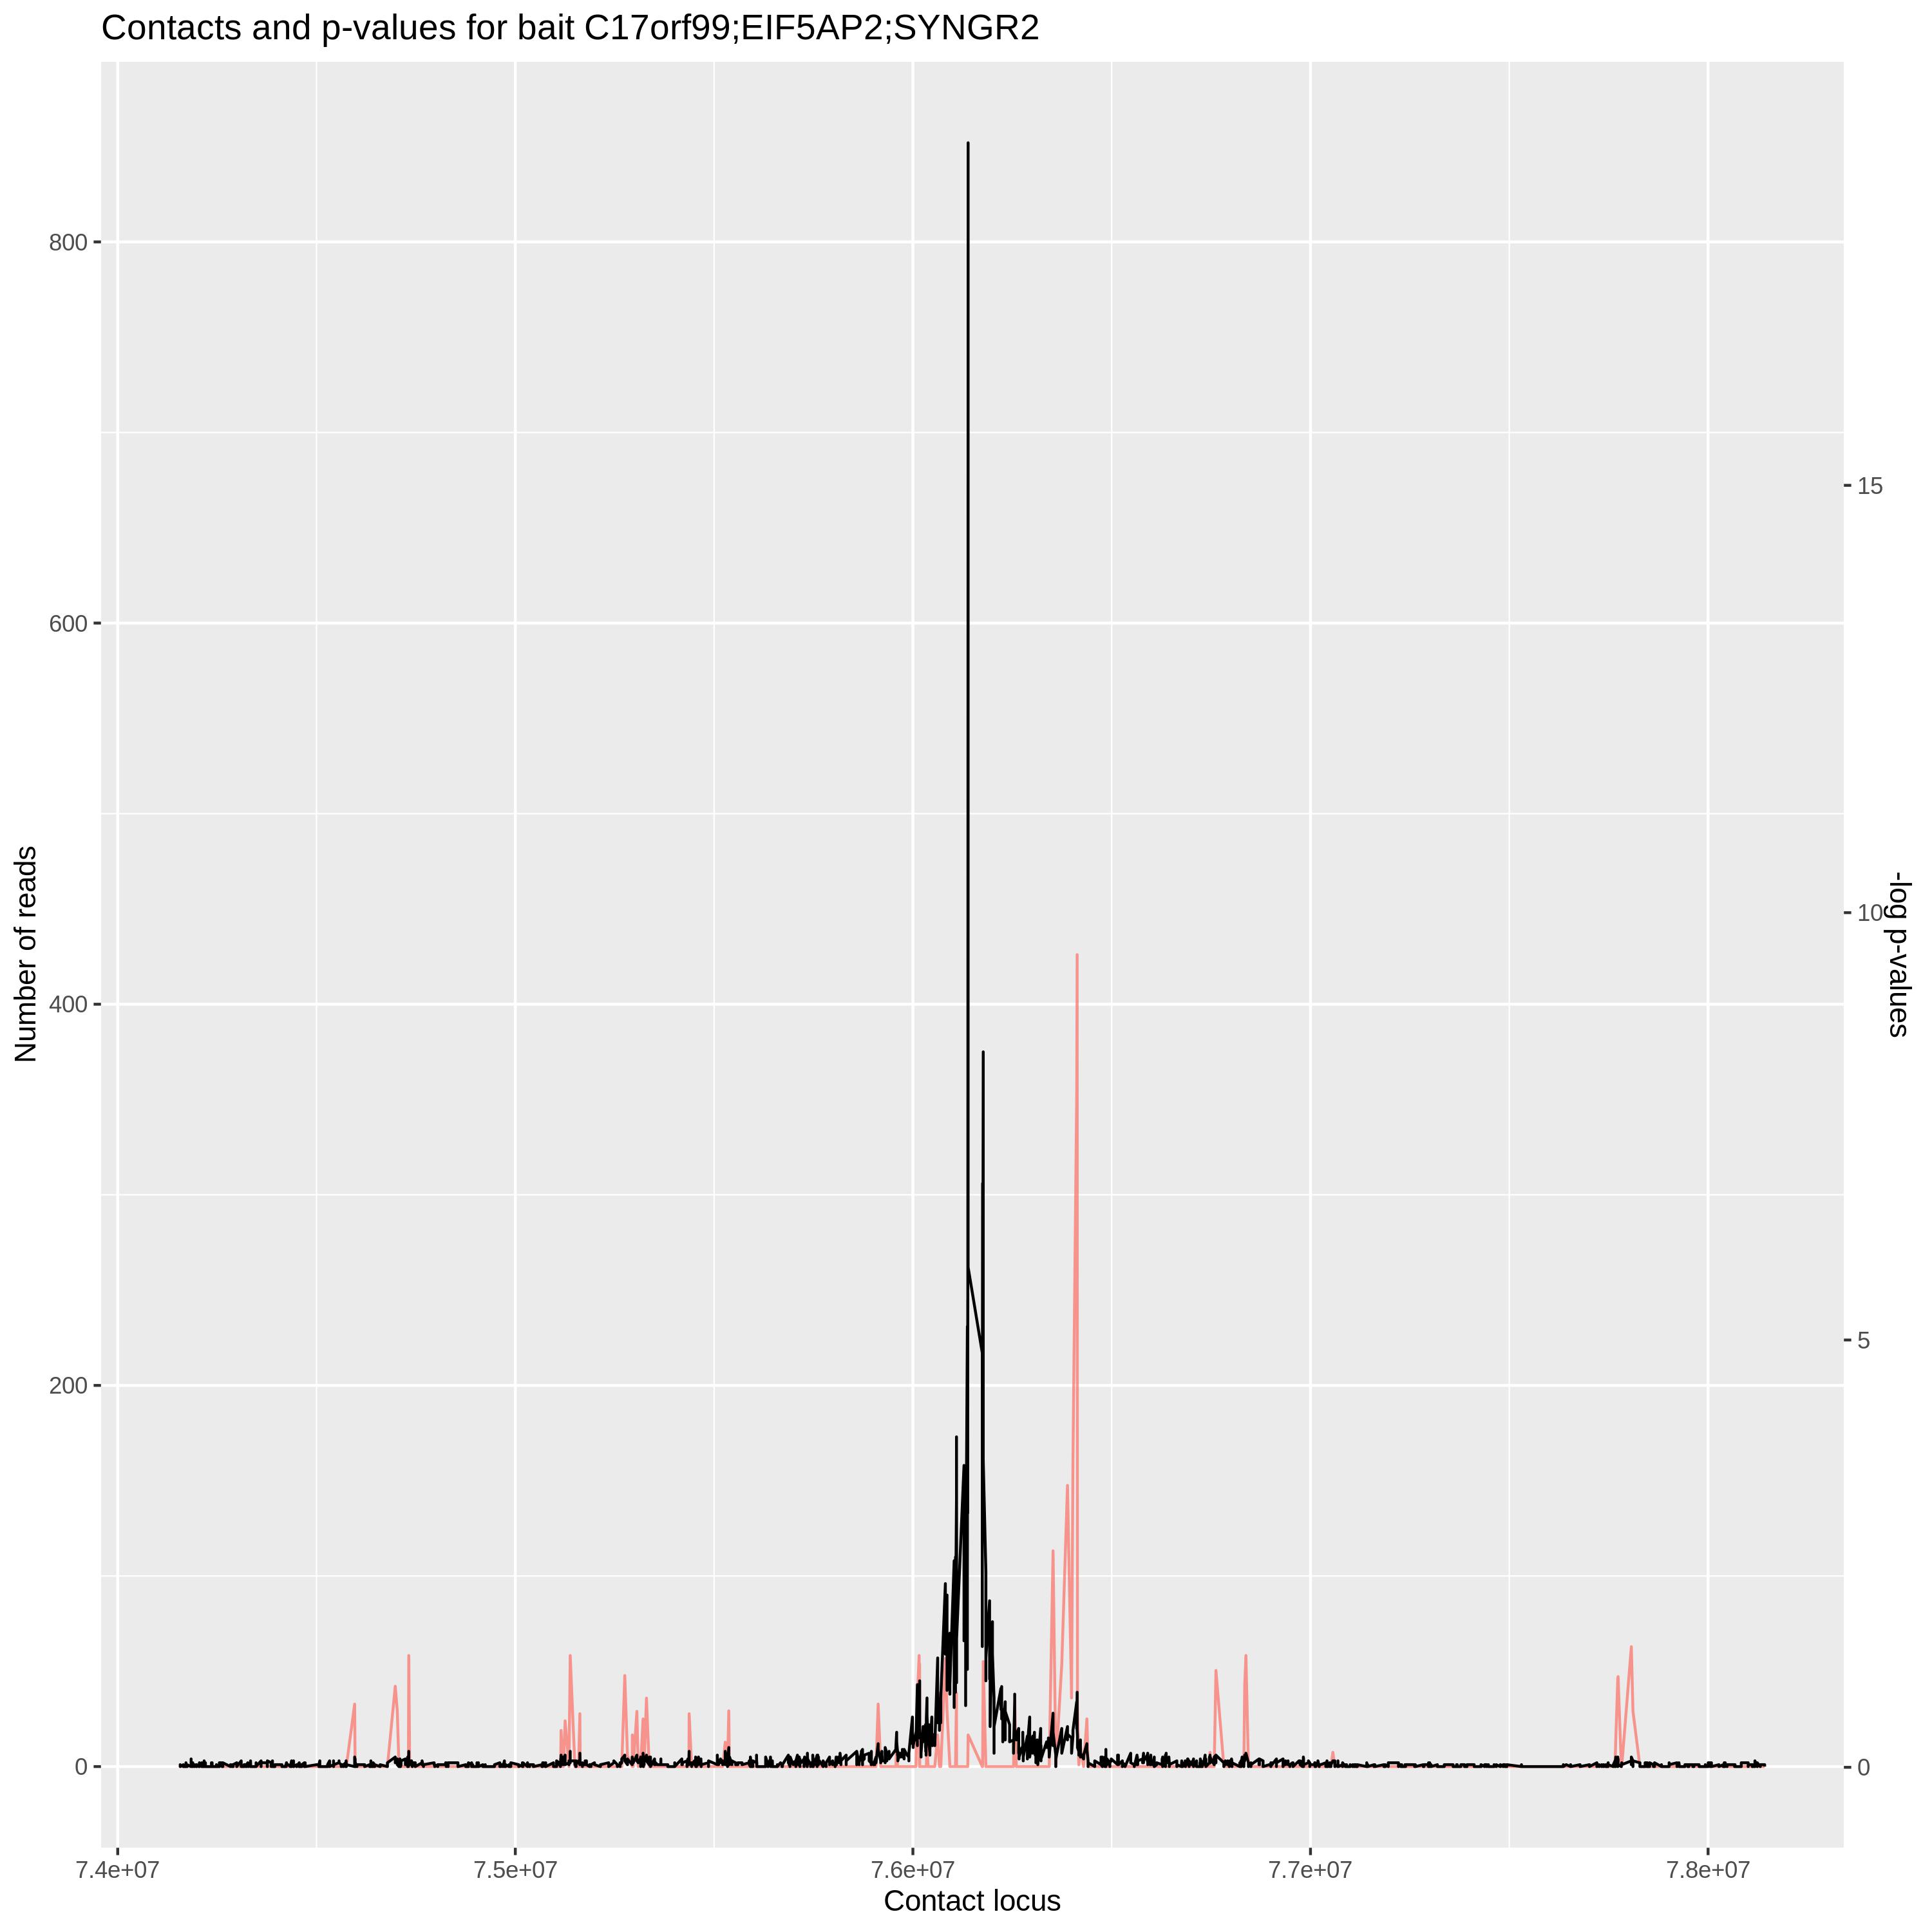 Contacts and p-values for bait C17orf99;EIF5AP2;SYNGR2
Number of reads
800
600
400
200
0
15
10
5
0
-log p-values
7.4e+07 7.5e+07 7.6e+07 7.7e+07 7.8e+07
Contact locus